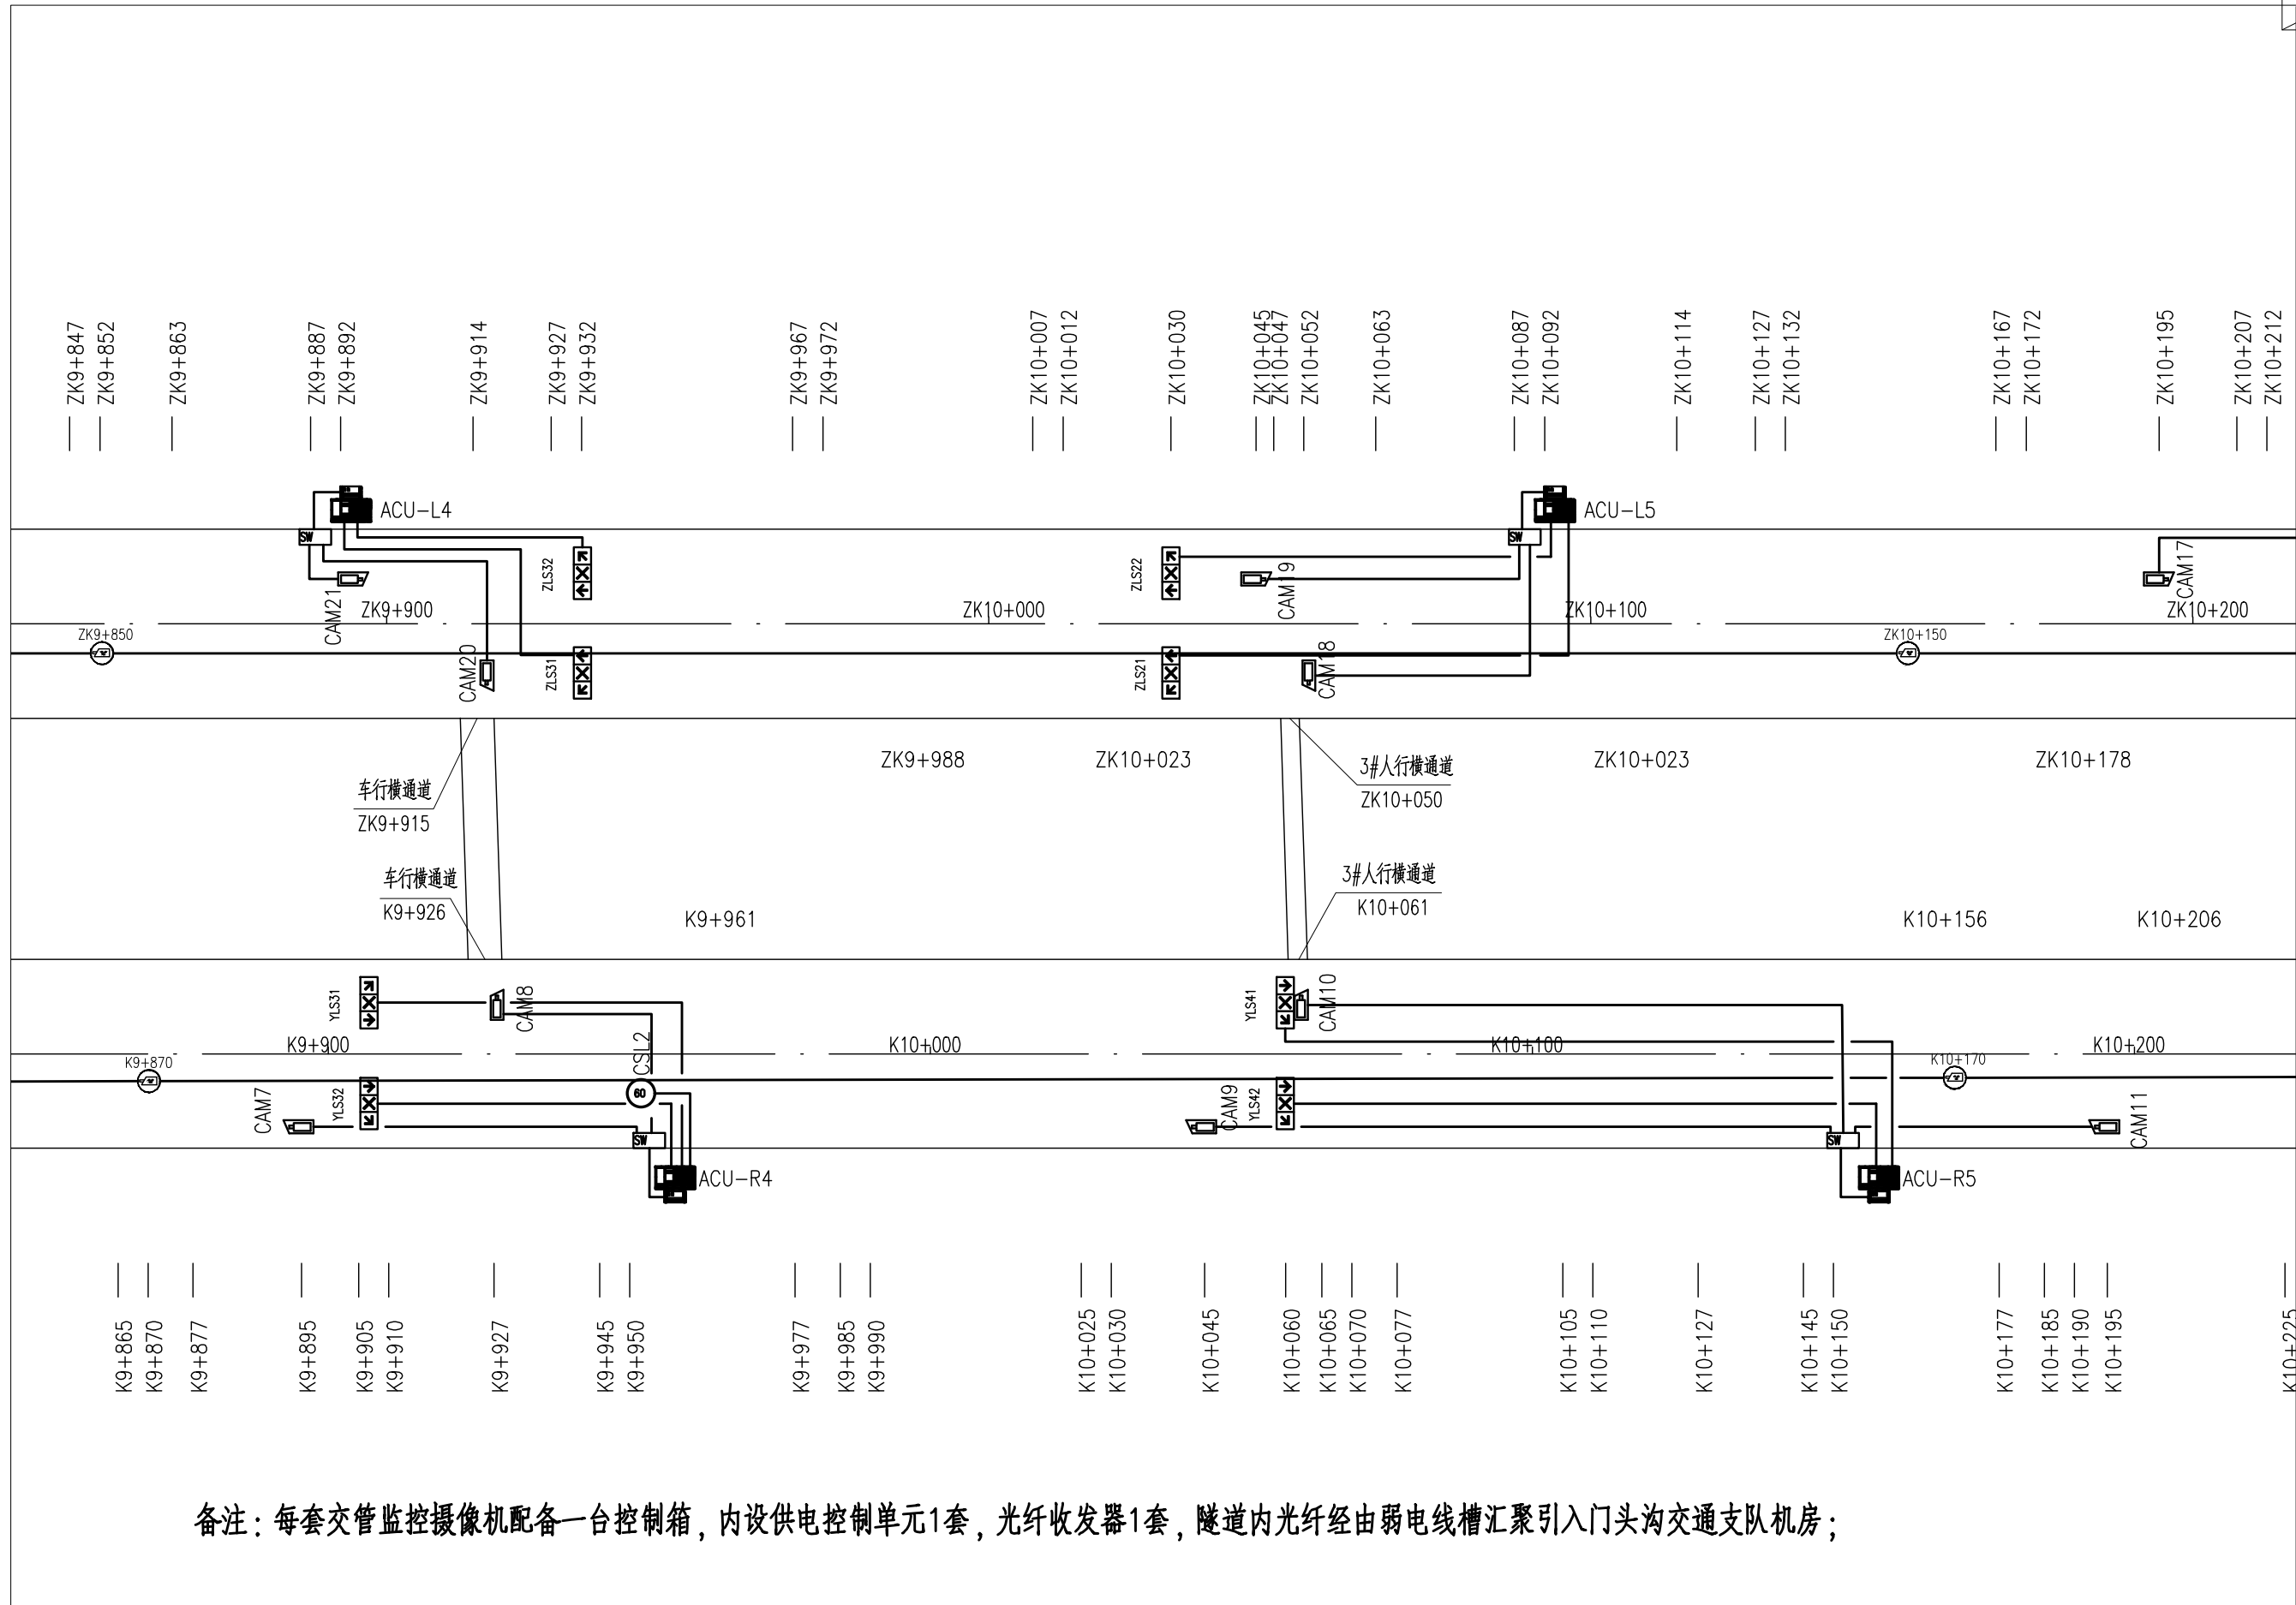 ZK9+847
ZK9+852
ZK9+863
ZK9+887
ZK9+892
ZK9+914
ZK9+927
ZK9+932
ZK9+967
ZK9+972
ZK10+007
ZK10+012
ZK10+030
ZK10+045
ZK10+047
ZK10+052
ZK10+063
ZK10+087
ZK10+092
ZK10+114
ZK10+127
ZK10+132
ZK10+167
ZK10+172
ZK10+195
ZK10+207
ZK10+212
ACU-L4
ACU-L5
SW
SW
ZLS32
ZLS22
CAM21
CAM19
CAM17
ZK9+900
ZK10+000
ZK10+100
ZK10+200
ZK9+850
ZK10+150
CAM20
ZLS31
ZLS21
CAM18
ZK9+988
ZK10+023
ZK10+023
ZK10+178
车行横通道
ZK9+915
3#人行横通道
ZK10+050
车行横通道
K9+926
3#人行横通道
K10+061
K9+961
K10+156
K10+206
YLS31
CAM8
YLS41
CAM10
K9+900
CSL2
K10+000
K10+100
K10+200
K9+870
K10+170
CAM7
YLS32
60
CAM9
YLS42
CAM11
SW
SW
ACU-R4
ACU-R5
K9+865
K9+870
K9+877
K9+895
K9+905
K9+910
K9+927
K9+945
K9+950
K9+977
K9+985
K9+990
K10+025
K10+030
K10+045
K10+060
K10+065
K10+070
K10+077
K10+105
K10+110
K10+127
K10+145
K10+150
K10+177
K10+185
K10+190
K10+195
K10+225
备注：每套交管监控摄像机配备一台控制箱，内设供电控制单元1套，光纤收发器1套，隧道内光纤经由弱电线槽汇聚引入门头沟交通支队机房；